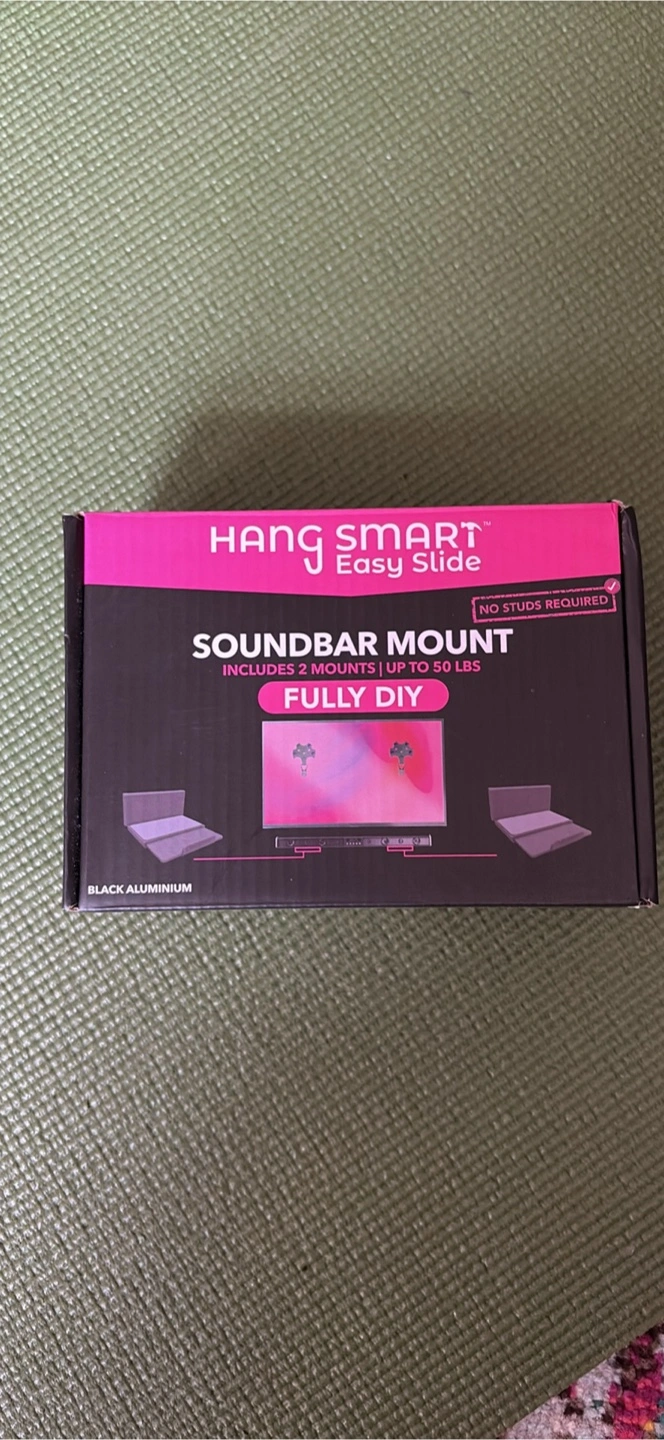 HANG SMART™
Easy Slide
NO STUDS REQUIRED
SOUNDBAR MOUNT
INCLUDES 2 MOUNTS | UP TO 50 LBS
FULLY DIY
BLACK ALUMINIUM